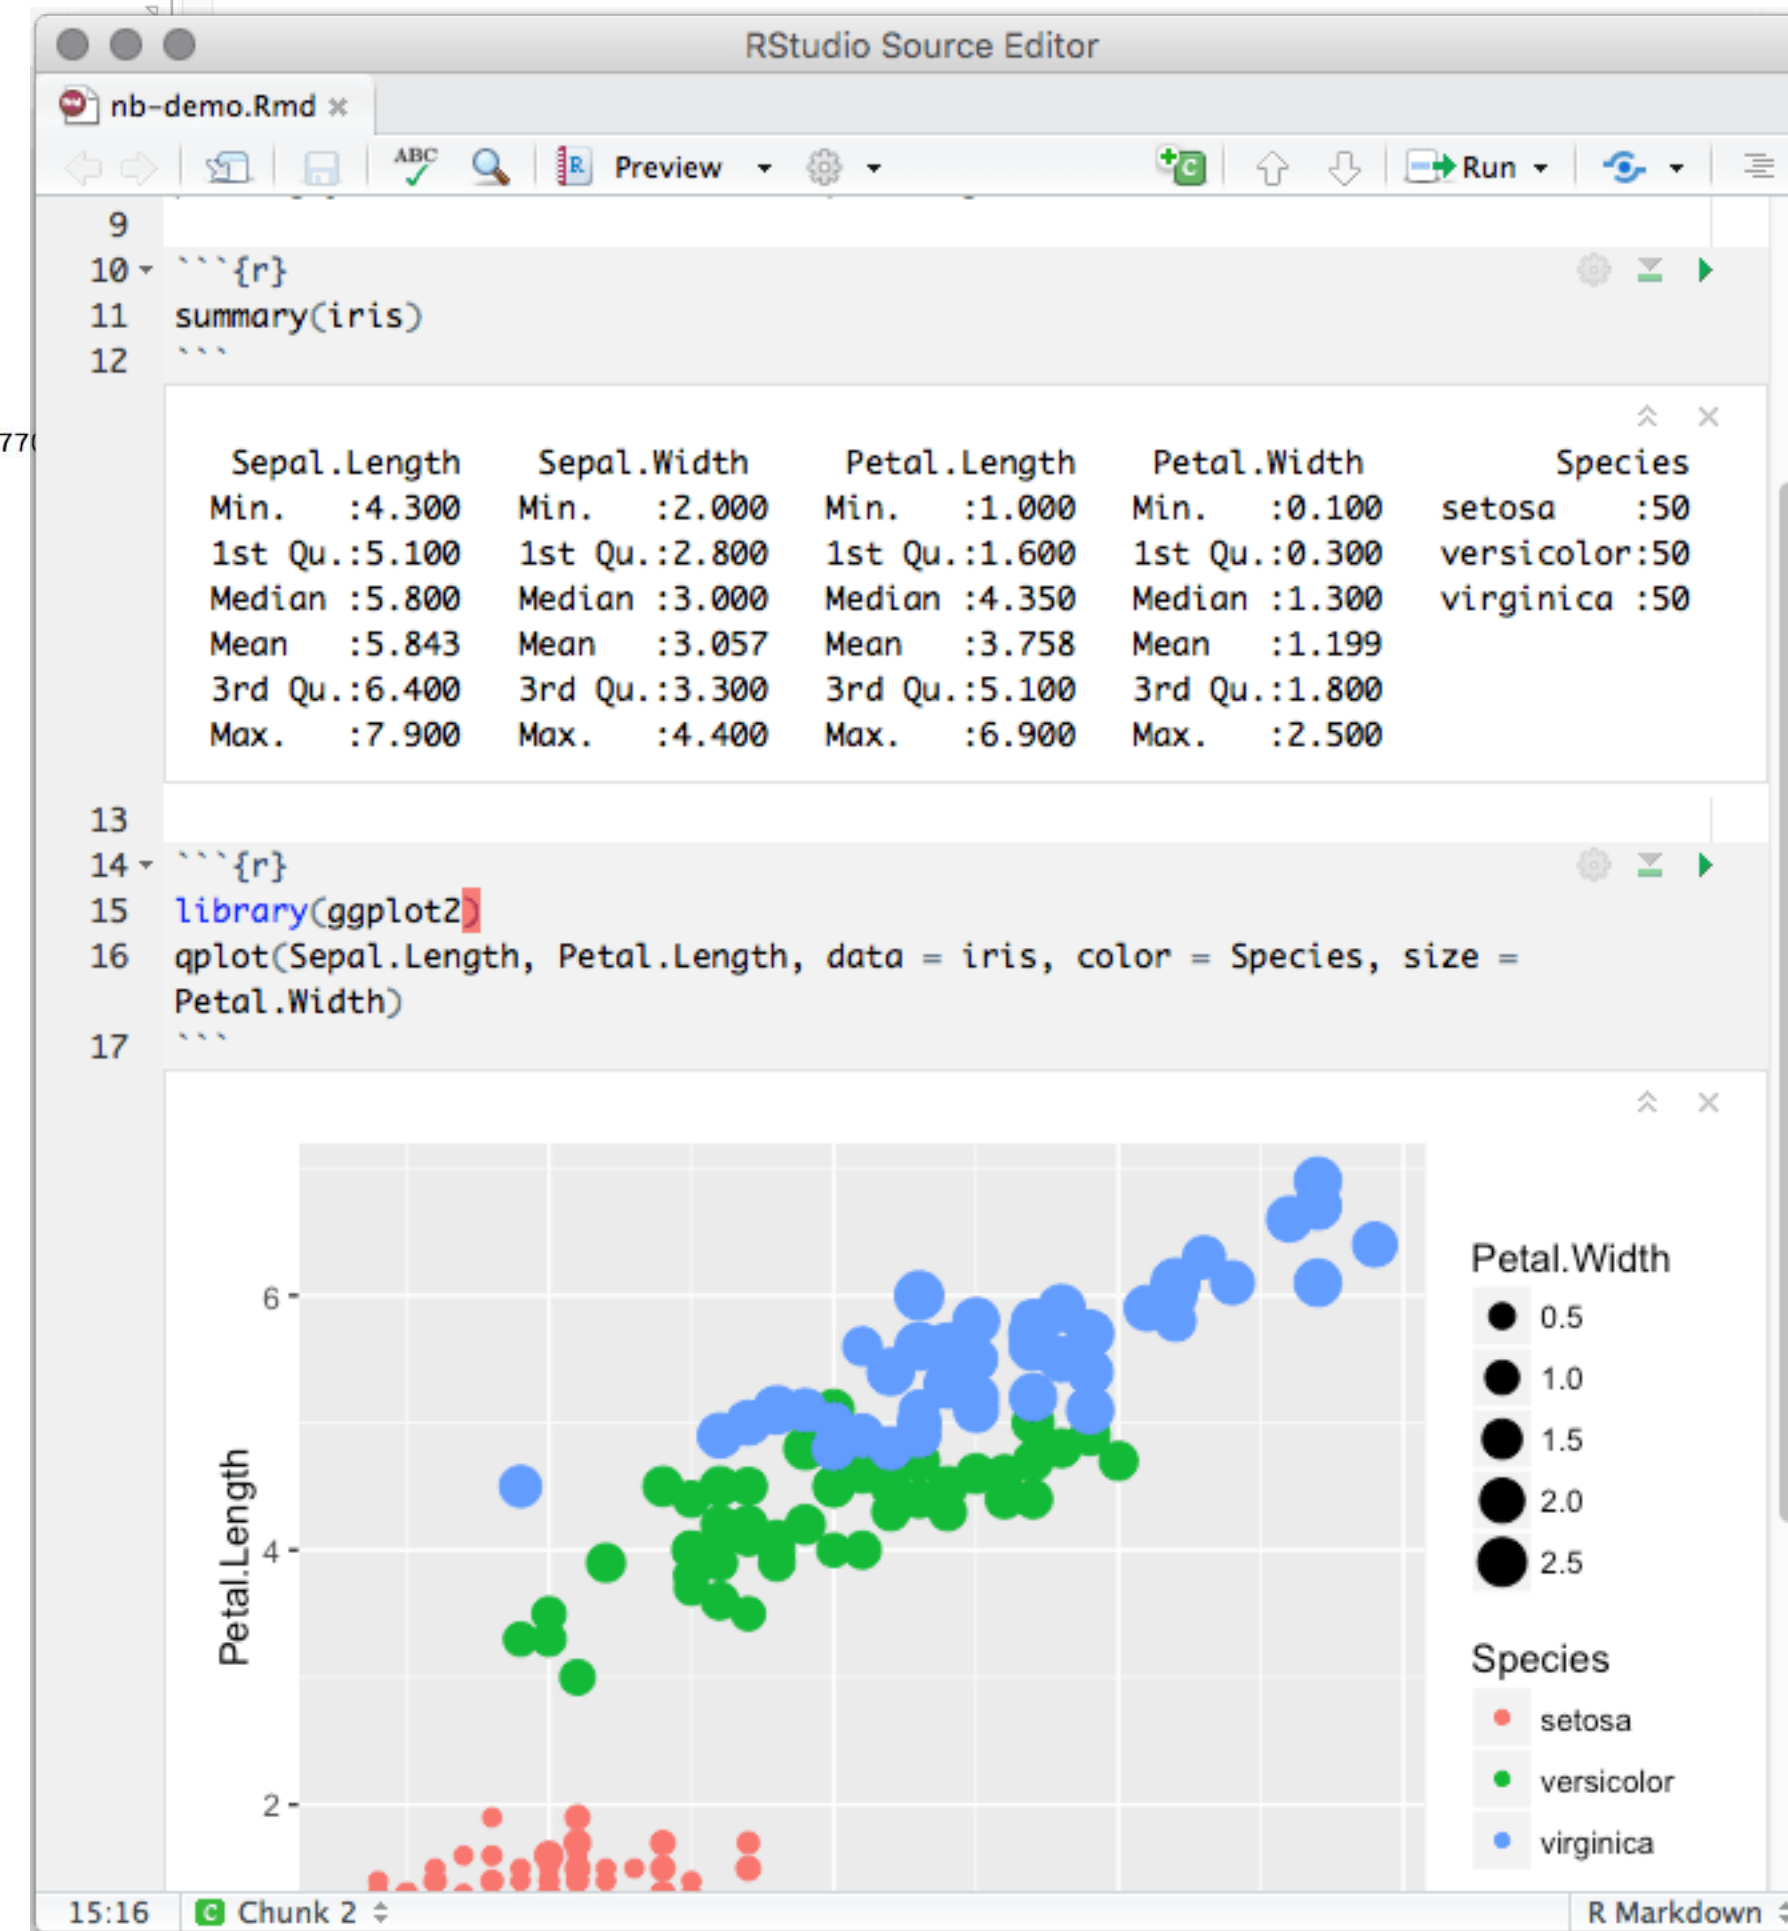 RStudio Source Editor
nb-demo.Rmd
ABC Preview Run
9
10 ```{r}
11 summary(iris)
12 ```
770
Sepal.Length Sepal.Width Petal.Length Petal.Width Species
Min. :4.300 Min. :2.000 Min. :1.000 Min. :0.100 setosa :50
1st Qu.:5.100 1st Qu.:2.800 1st Qu.:1.600 1st Qu.:0.300 versicolor:50
Median :5.800 Median :3.000 Median :4.350 Median :1.300 virginica :50
Mean :5.843 Mean :3.057 Mean :3.758 Mean :1.199
3rd Qu.:6.400 3rd Qu.:3.300 3rd Qu.:5.100 3rd Qu.:1.800
Max. :7.900 Max. :4.400 Max. :6.900 Max. :2.500
13
14 ```{r}
15 library(ggplot2)
16 qplot(Sepal.Length, Petal.Length, data = iris, color = Species, size =
Petal.Width)
17 ```
Petal.Length
6
4
2
Petal.Width
0.5
1.0
1.5
2.0
2.5
Species
setosa
versicolor
virginica
15:16 C Chunk 2 R Markdown